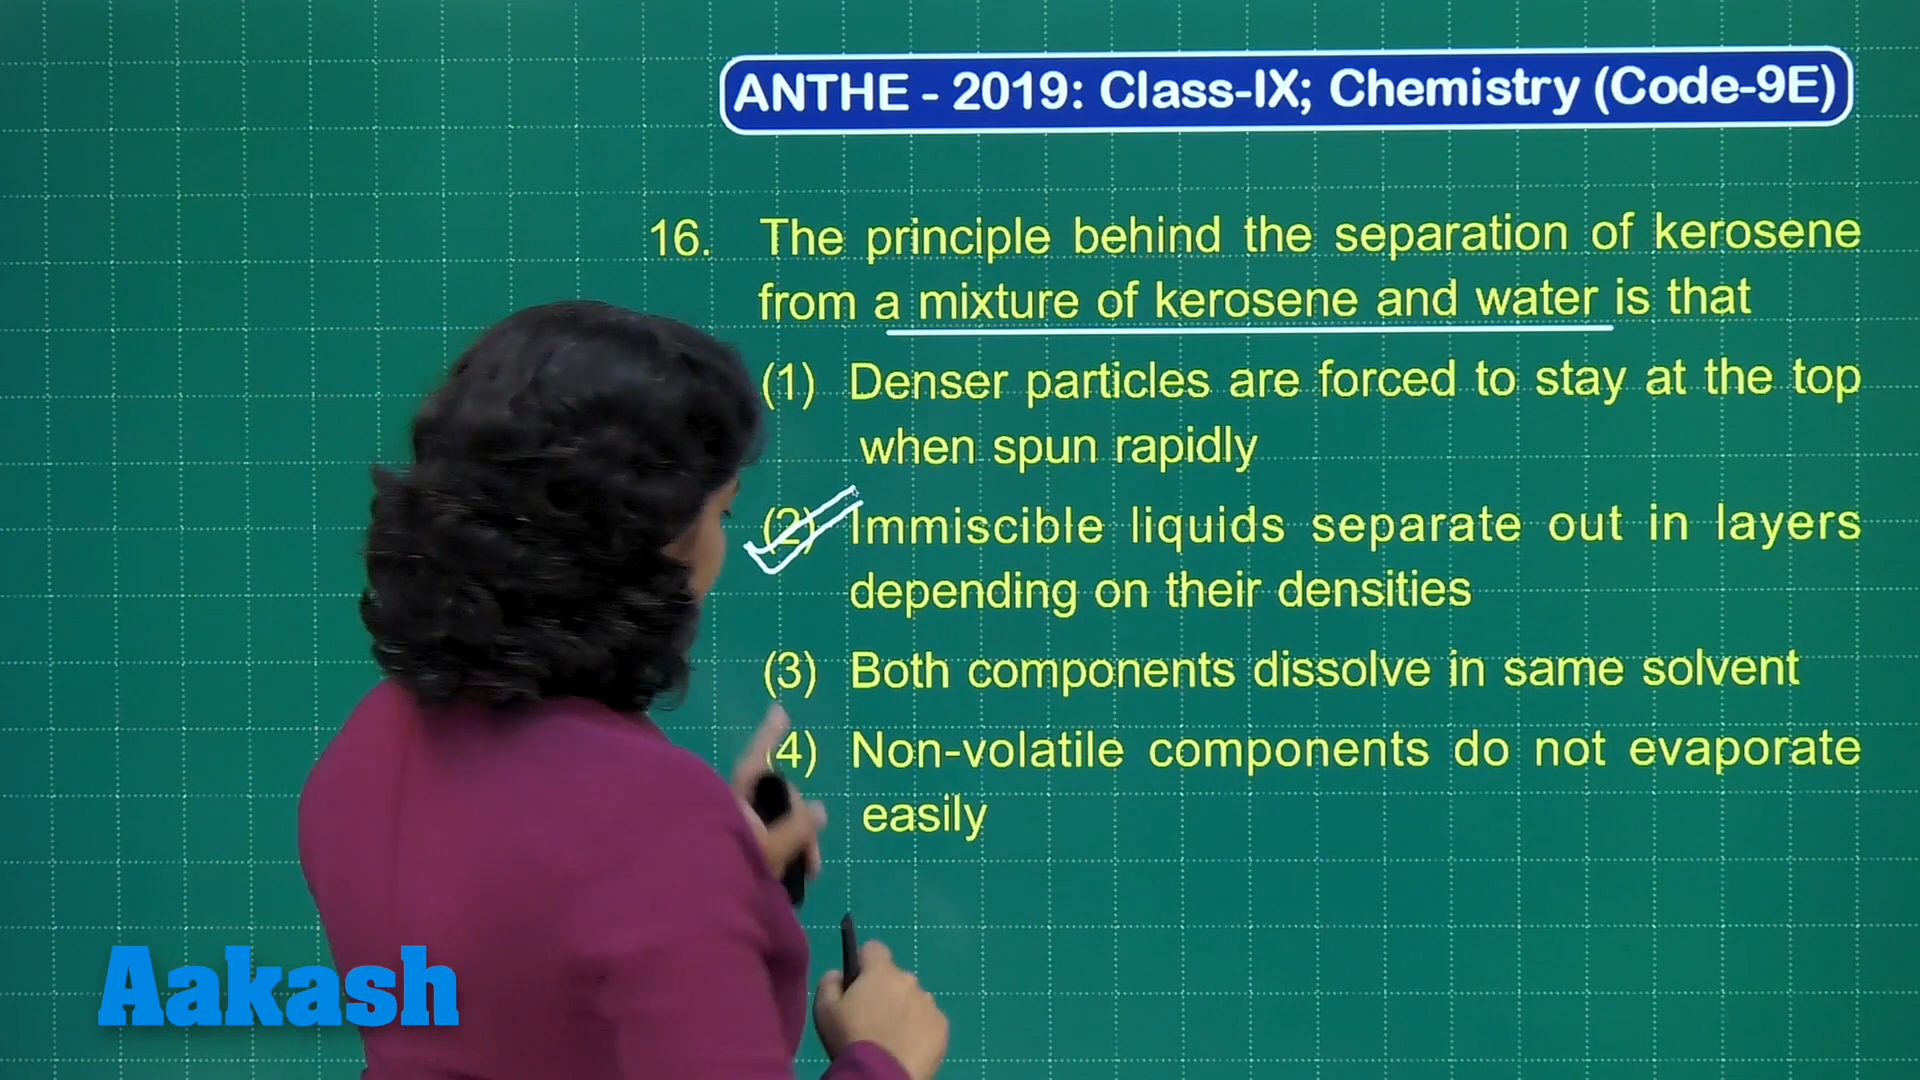 ANTHE - 2019: Class-IX; Chemistry (Code-9E)
16. The principle behind the separation of kerosene
from a mixture of kerosene and water is that
(1) Denser particles are forced to stay at the top
when spun rapidly
(2) Immiscible liquids separate out in layers
depending on their densities
(3) Both components dissolve in same solvent
(4) Non-volatile components do not evaporate
easily
Aakash